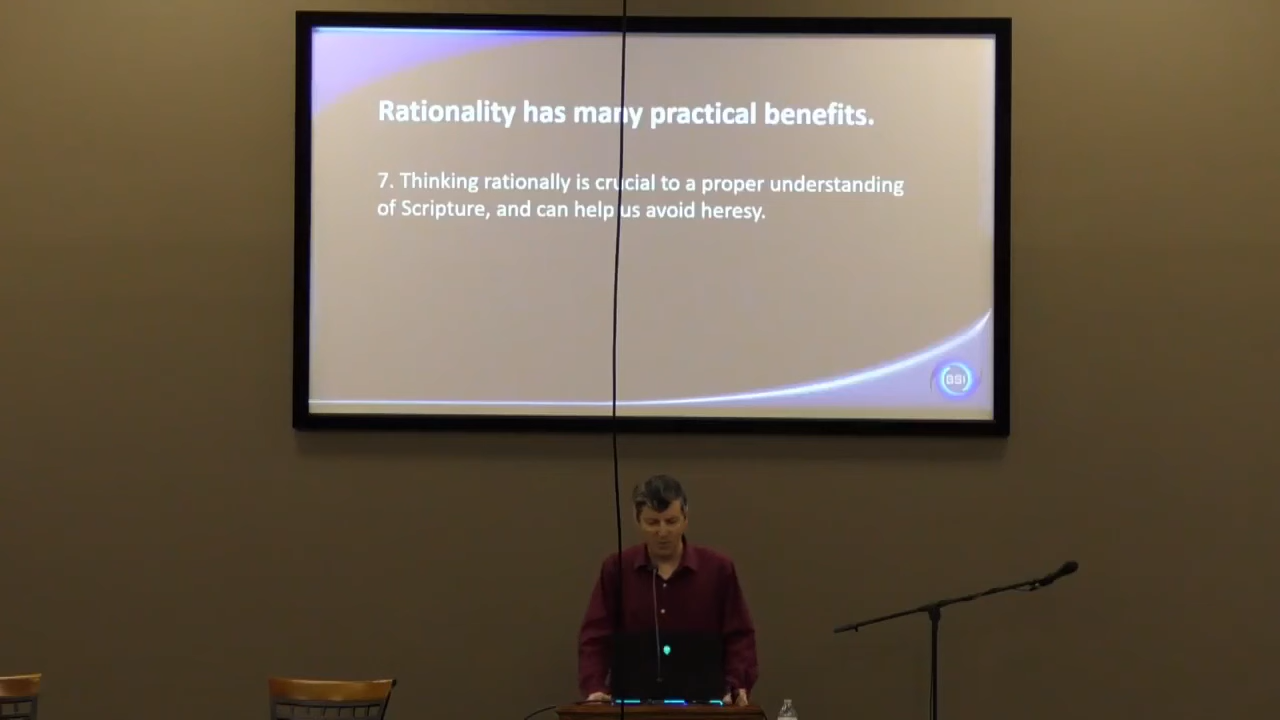 Rationality has many practical benefits.
7. Thinking rationally is crucial to a proper understanding
of Scripture, and can help us avoid heresy.
BSI